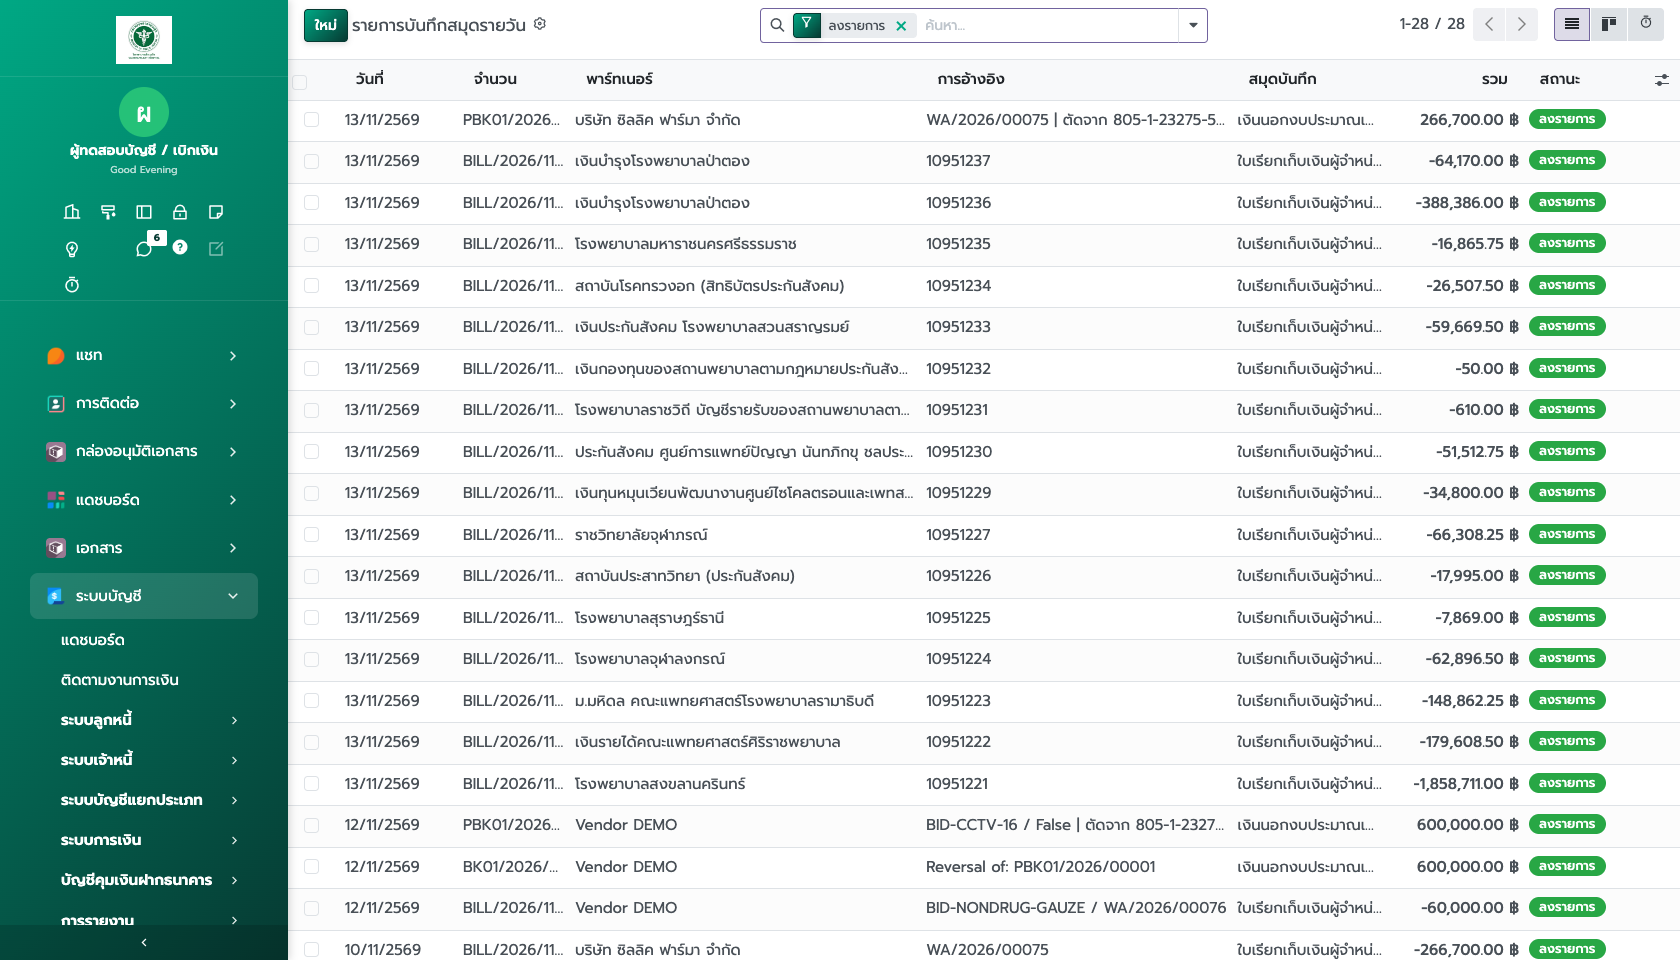 ใหม่ รายการบันทึกสมุดรายวัน
ลงรายการ ค้นหา...
1-28 / 28
ผ
ผู้ทดสอบบัญชี / เบิกเงิน
Good Evening
6
?
แชท
การติดต่อ
กล่องอนุมัติเอกสาร
แดชบอร์ด
เอกสาร
ระบบบัญชี
แดชบอร์ด
ติดตามงานการเงิน
ระบบลูกหนี้
ระบบเจ้าหนี้
ระบบบัญชีแยกประเภท
ระบบการเงิน
บัญชีคุมเงินฝากธนาคาร
การรายงาน
วันที่ จำนวน พาร์ทเนอร์ การอ้างอิง สมุดบันทึก รวม สถานะ
13/11/2569 PBK01/2026... บริษัท ซิลลิค ฟาร์มา จำกัด WA/2026/00075 | ตัดจาก 805-1-23275-5... เงินนอกงบประมาณเ... 266,700.00 ฿ ลงรายการ
13/11/2569 BILL/2026/11... เงินบำรุงโรงพยาบาลป่าตอง 10951237 ใบเรียกเก็บเงินผู้จำหน่... -64,170.00 ฿ ลงรายการ
13/11/2569 BILL/2026/11... เงินบำรุงโรงพยาบาลป่าตอง 10951236 ใบเรียกเก็บเงินผู้จำหน่... -388,386.00 ฿ ลงรายการ
13/11/2569 BILL/2026/11... โรงพยาบาลมหาราชนครศรีธรรมราช 10951235 ใบเรียกเก็บเงินผู้จำหน่... -16,865.75 ฿ ลงรายการ
13/11/2569 BILL/2026/11... สถาบันโรคทรวงอก (สิทธิบัตรประกันสังคม) 10951234 ใบเรียกเก็บเงินผู้จำหน่... -26,507.50 ฿ ลงรายการ
13/11/2569 BILL/2026/11... เงินประกันสังคม โรงพยาบาลสวนสราญรมย์ 10951233 ใบเรียกเก็บเงินผู้จำหน่... -59,669.50 ฿ ลงรายการ
13/11/2569 BILL/2026/11... เงินกองทุนของสถานพยาบาลตามกฎหมายประกันสัง... 10951232 ใบเรียกเก็บเงินผู้จำหน่... -50.00 ฿ ลงรายการ
13/11/2569 BILL/2026/11... โรงพยาบาลราชวิถี บัญชีรายรับของสถานพยาบาลตา... 10951231 ใบเรียกเก็บเงินผู้จำหน่... -610.00 ฿ ลงรายการ
13/11/2569 BILL/2026/11... ประกันสังคม ศูนย์การแพทย์ปัญญา นันทภิกขุ ชลประ... 10951230 ใบเรียกเก็บเงินผู้จำหน่... -51,512.75 ฿ ลงรายการ
13/11/2569 BILL/2026/11... เงินทุนหมุนเวียนพัฒนางานศูนย์ไซโคลตรอนและเพทส... 10951229 ใบเรียกเก็บเงินผู้จำหน่... -34,800.00 ฿ ลงรายการ
13/11/2569 BILL/2026/11... ราชวิทยาลัยจุฬาภรณ์ 10951227 ใบเรียกเก็บเงินผู้จำหน่... -66,308.25 ฿ ลงรายการ
13/11/2569 BILL/2026/11... สถาบันประสาทวิทยา (ประกันสังคม) 10951226 ใบเรียกเก็บเงินผู้จำหน่... -17,995.00 ฿ ลงรายการ
13/11/2569 BILL/2026/11... โรงพยาบาลสุราษฎร์ธานี 10951225 ใบเรียกเก็บเงินผู้จำหน่... -7,869.00 ฿ ลงรายการ
13/11/2569 BILL/2026/11... โรงพยาบาลจุฬาลงกรณ์ 10951224 ใบเรียกเก็บเงินผู้จำหน่... -62,896.50 ฿ ลงรายการ
13/11/2569 BILL/2026/11... ม.มหิดล คณะแพทยศาสตร์โรงพยาบาลรามาธิบดี 10951223 ใบเรียกเก็บเงินผู้จำหน่... -148,862.25 ฿ ลงรายการ
13/11/2569 BILL/2026/11... เงินรายได้คณะแพทยศาสตร์ศิริราชพยาบาล 10951222 ใบเรียกเก็บเงินผู้จำหน่... -179,608.50 ฿ ลงรายการ
13/11/2569 BILL/2026/11... โรงพยาบาลสงขลานครินทร์ 10951221 ใบเรียกเก็บเงินผู้จำหน่... -1,858,711.00 ฿ ลงรายการ
12/11/2569 PBK01/2026... Vendor DEMO BID-CCTV-16 / False | ตัดจาก 805-1-2327... เงินนอกงบประมาณเ... 600,000.00 ฿ ลงรายการ
12/11/2569 BK01/2026/... Vendor DEMO Reversal of: PBK01/2026/00001 เงินนอกงบประมาณเ... 600,000.00 ฿ ลงรายการ
12/11/2569 BILL/2026/11... Vendor DEMO BID-NONDRUG-GAUZE / WA/2026/00076 ใบเรียกเก็บเงินผู้จำหน่... -60,000.00 ฿ ลงรายการ
10/11/2569 BILL/2026/11... บริษัท ซิลลิค ฟาร์มา จำกัด WA/2026/00075 ใบเรียกเก็บเงินผู้จำหน่... -266,700.00 ฿ ลงรายการ